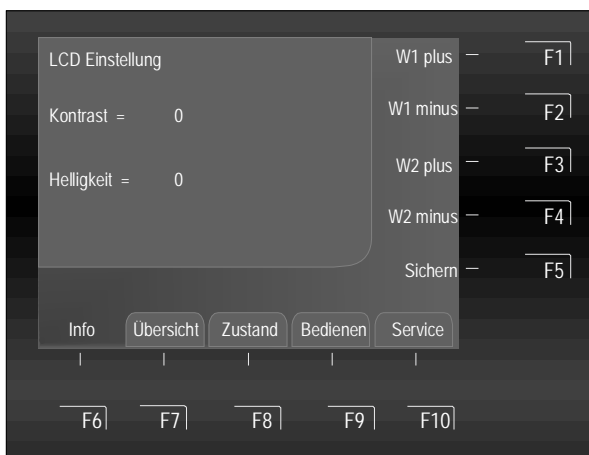 LCD Einstellung
W1 plus
F1
Kontrast = 0
W1 minus
F2
Helligkeit = 0
W2 plus
F3
W2 minus
F4
Sichern
F5
Info Übersicht Zustand Bedienen Service
F6 F7 F8 F9 F10